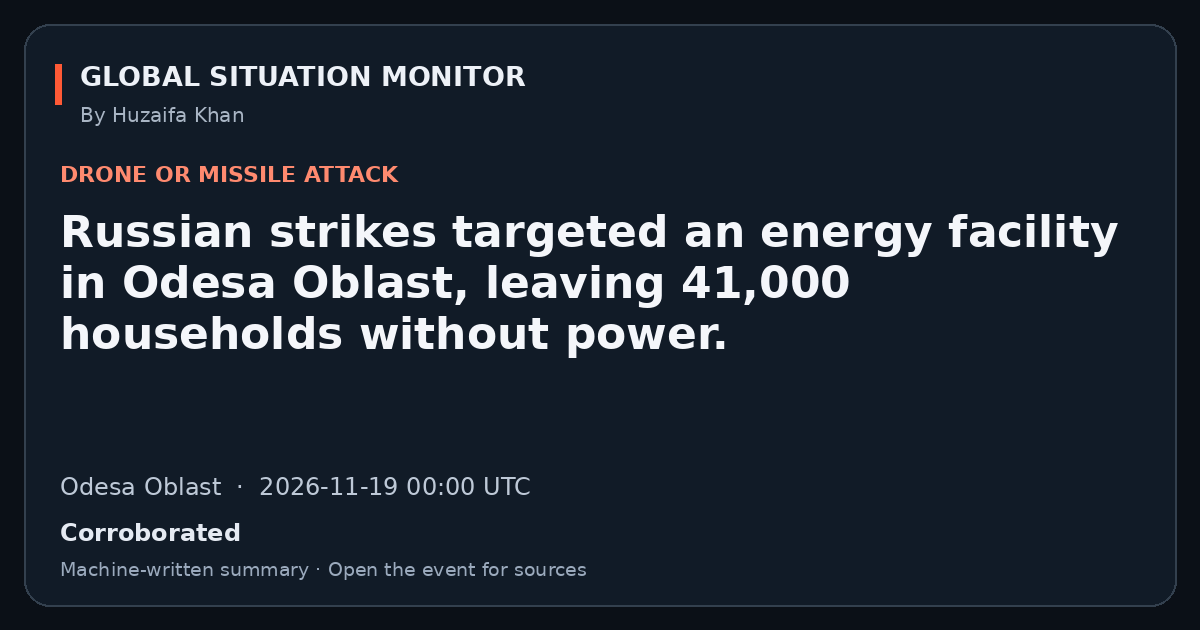 GLOBAL SITUATION MONITOR
By Huzaifa Khan
DRONE OR MISSILE ATTACK
Russian strikes targeted an energy facility
in Odesa Oblast, leaving 41,000
households without power.
Odesa Oblast · 2026-11-19 00:00 UTC
Corroborated
Machine-written summary · Open the event for sources